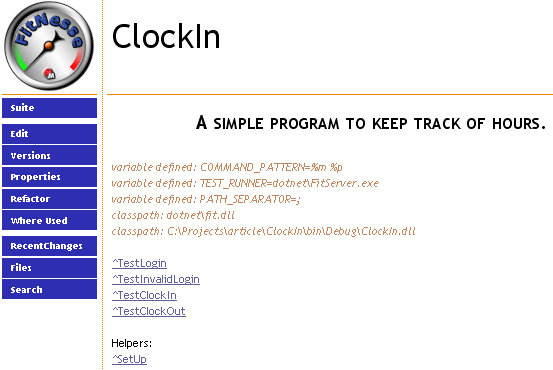 FitNesse
ClockIn
Suite
Edit
Versions
Properties
Refactor
Where Used
RecentChanges
Files
Search
A SIMPLE PROGRAM TO KEEP TRACK OF HOURS.
variable defined: COMMAND_PATTERN=%m %p
variable defined: TEST_RUNNER=dotnet\FitServer.exe
variable defined: PATH_SEPARATOR=;
classpath: dotnet\fit.dll
classpath: C:\Projects\article\ClockIn\bin\Debug\ClockIn.dll
^TestLogin
^TestInvalidLogin
^TestClockIn
^TestClockOut
Helpers:
^SetUp